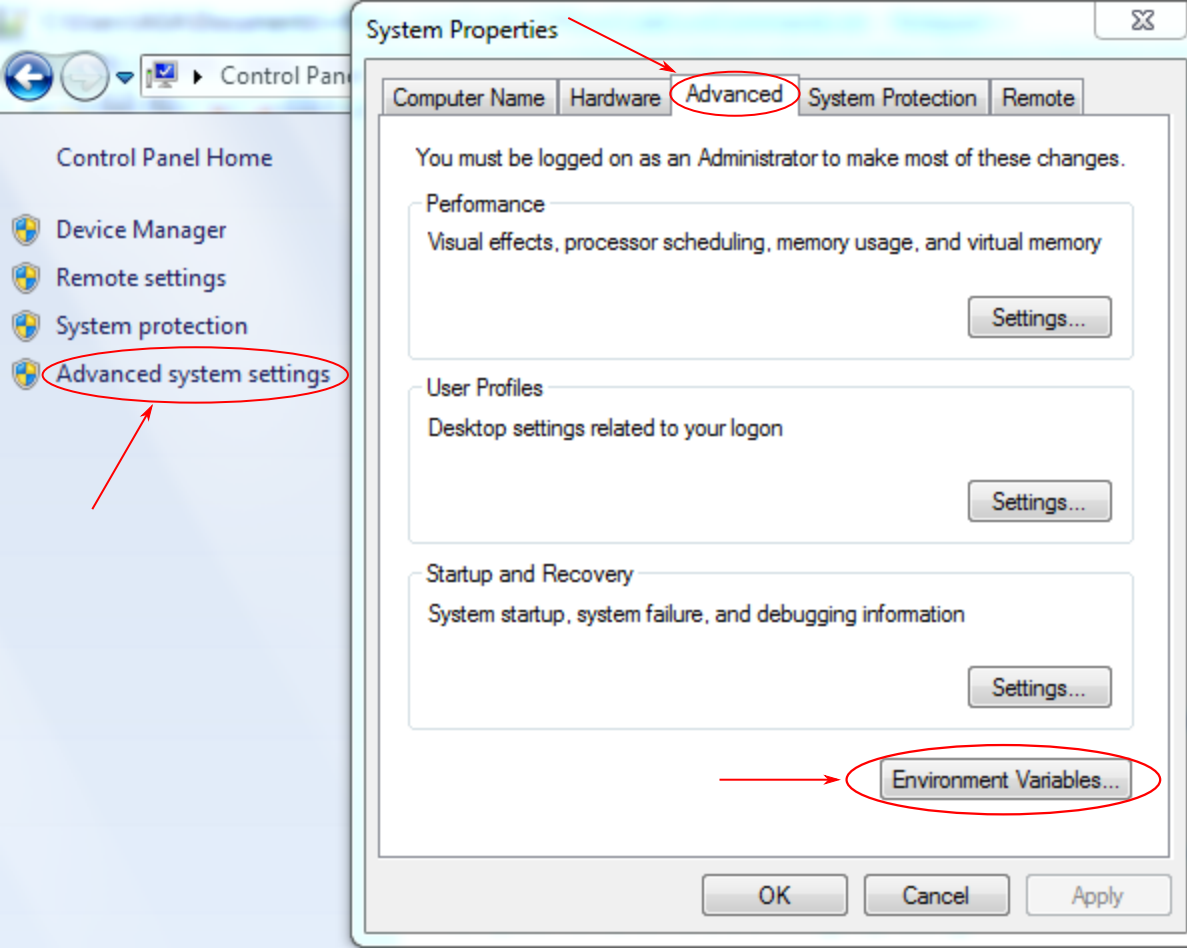 Control Pan
Control Panel Home
Device Manager
Remote settings
System protection
Advanced system settings
System Properties
Computer Name
Hardware
Advanced
System Protection
Remote
You must be logged on as an Administrator to make most of these changes.
Performance
Visual effects, processor scheduling, memory usage, and virtual memory
Settings...
User Profiles
Desktop settings related to your logon
Settings...
Startup and Recovery
System startup, system failure, and debugging information
Settings...
Environment Variables...
OK
Cancel
Apply